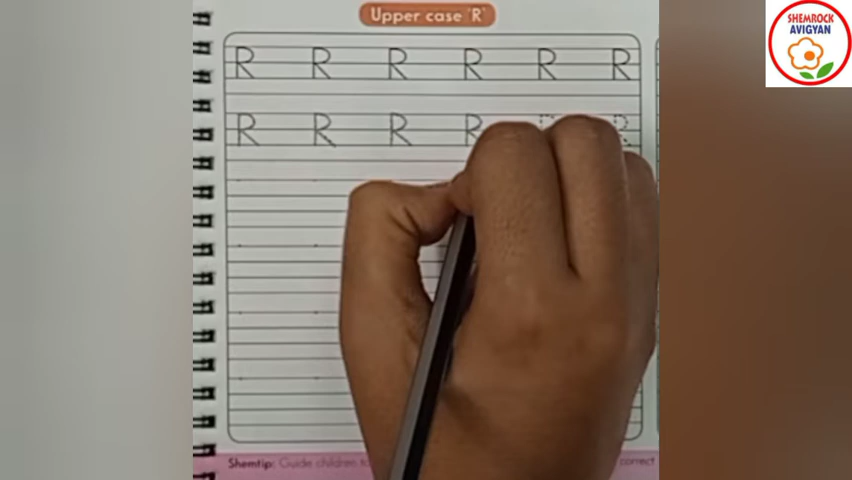 Upper case 'R'
SHEMROCK
AVIGYAN
R R R R R R
R R R R R
Shemtip: Guide children correct